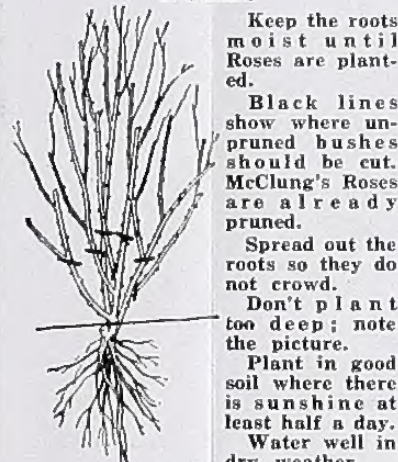 Keep the roots
moist until
Roses are plant-
ed.
Black lines
show where un-
pruned bushes
should be cut.
McClung's Roses
are already
pruned.
Spread out the
roots so they do
not crowd.
Don't plant
too deep; note
the picture.
Plant in good
soil where there
is sunshine at
least half a day.
Water well in
dry weather